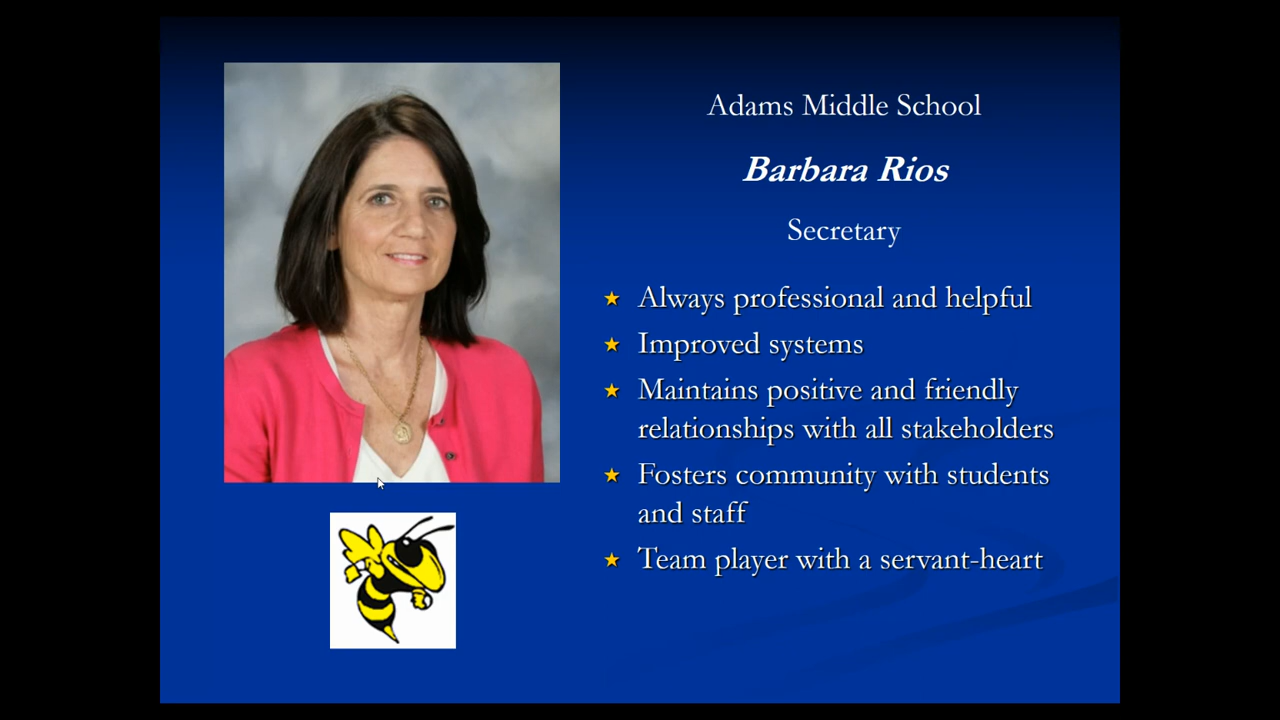 Adams Middle School
Barbara Rios
Secretary
Always professional and helpful
Improved systems
Maintains positive and friendly
relationships with all stakeholders
Fosters community with students
and staff
Team player with a servant-heart